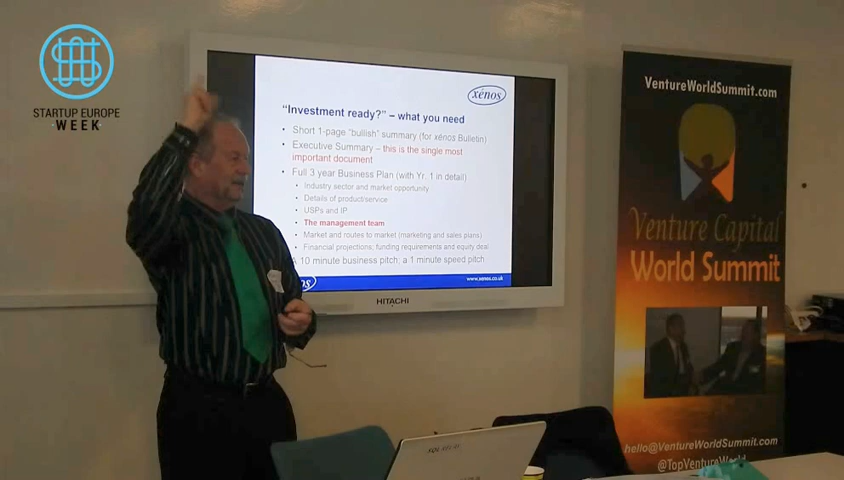 STARTUP EUROPE
WEEK
xénos
"Investment ready?" – what you need
• Short 1-page "bullish" summary (for xénos Bulletin)
• Executive Summary – this is the single most
important document
• Full 3 year Business Plan (with Yr. 1 in detail)
• Industry sector and market opportunity
• Details of product/service
• USPs and IP
• The management team
• Market and routes to market (marketing and sales plans)
• Financial projections; funding requirements and equity deal
A 10 minute business pitch; a 1 minute speed pitch
www.xenos.co.uk
HITACHI
VentureWorldSummit.com
Venture Capital
World Summit
hello@VentureWorldSummit.com
@TopVentureWorld